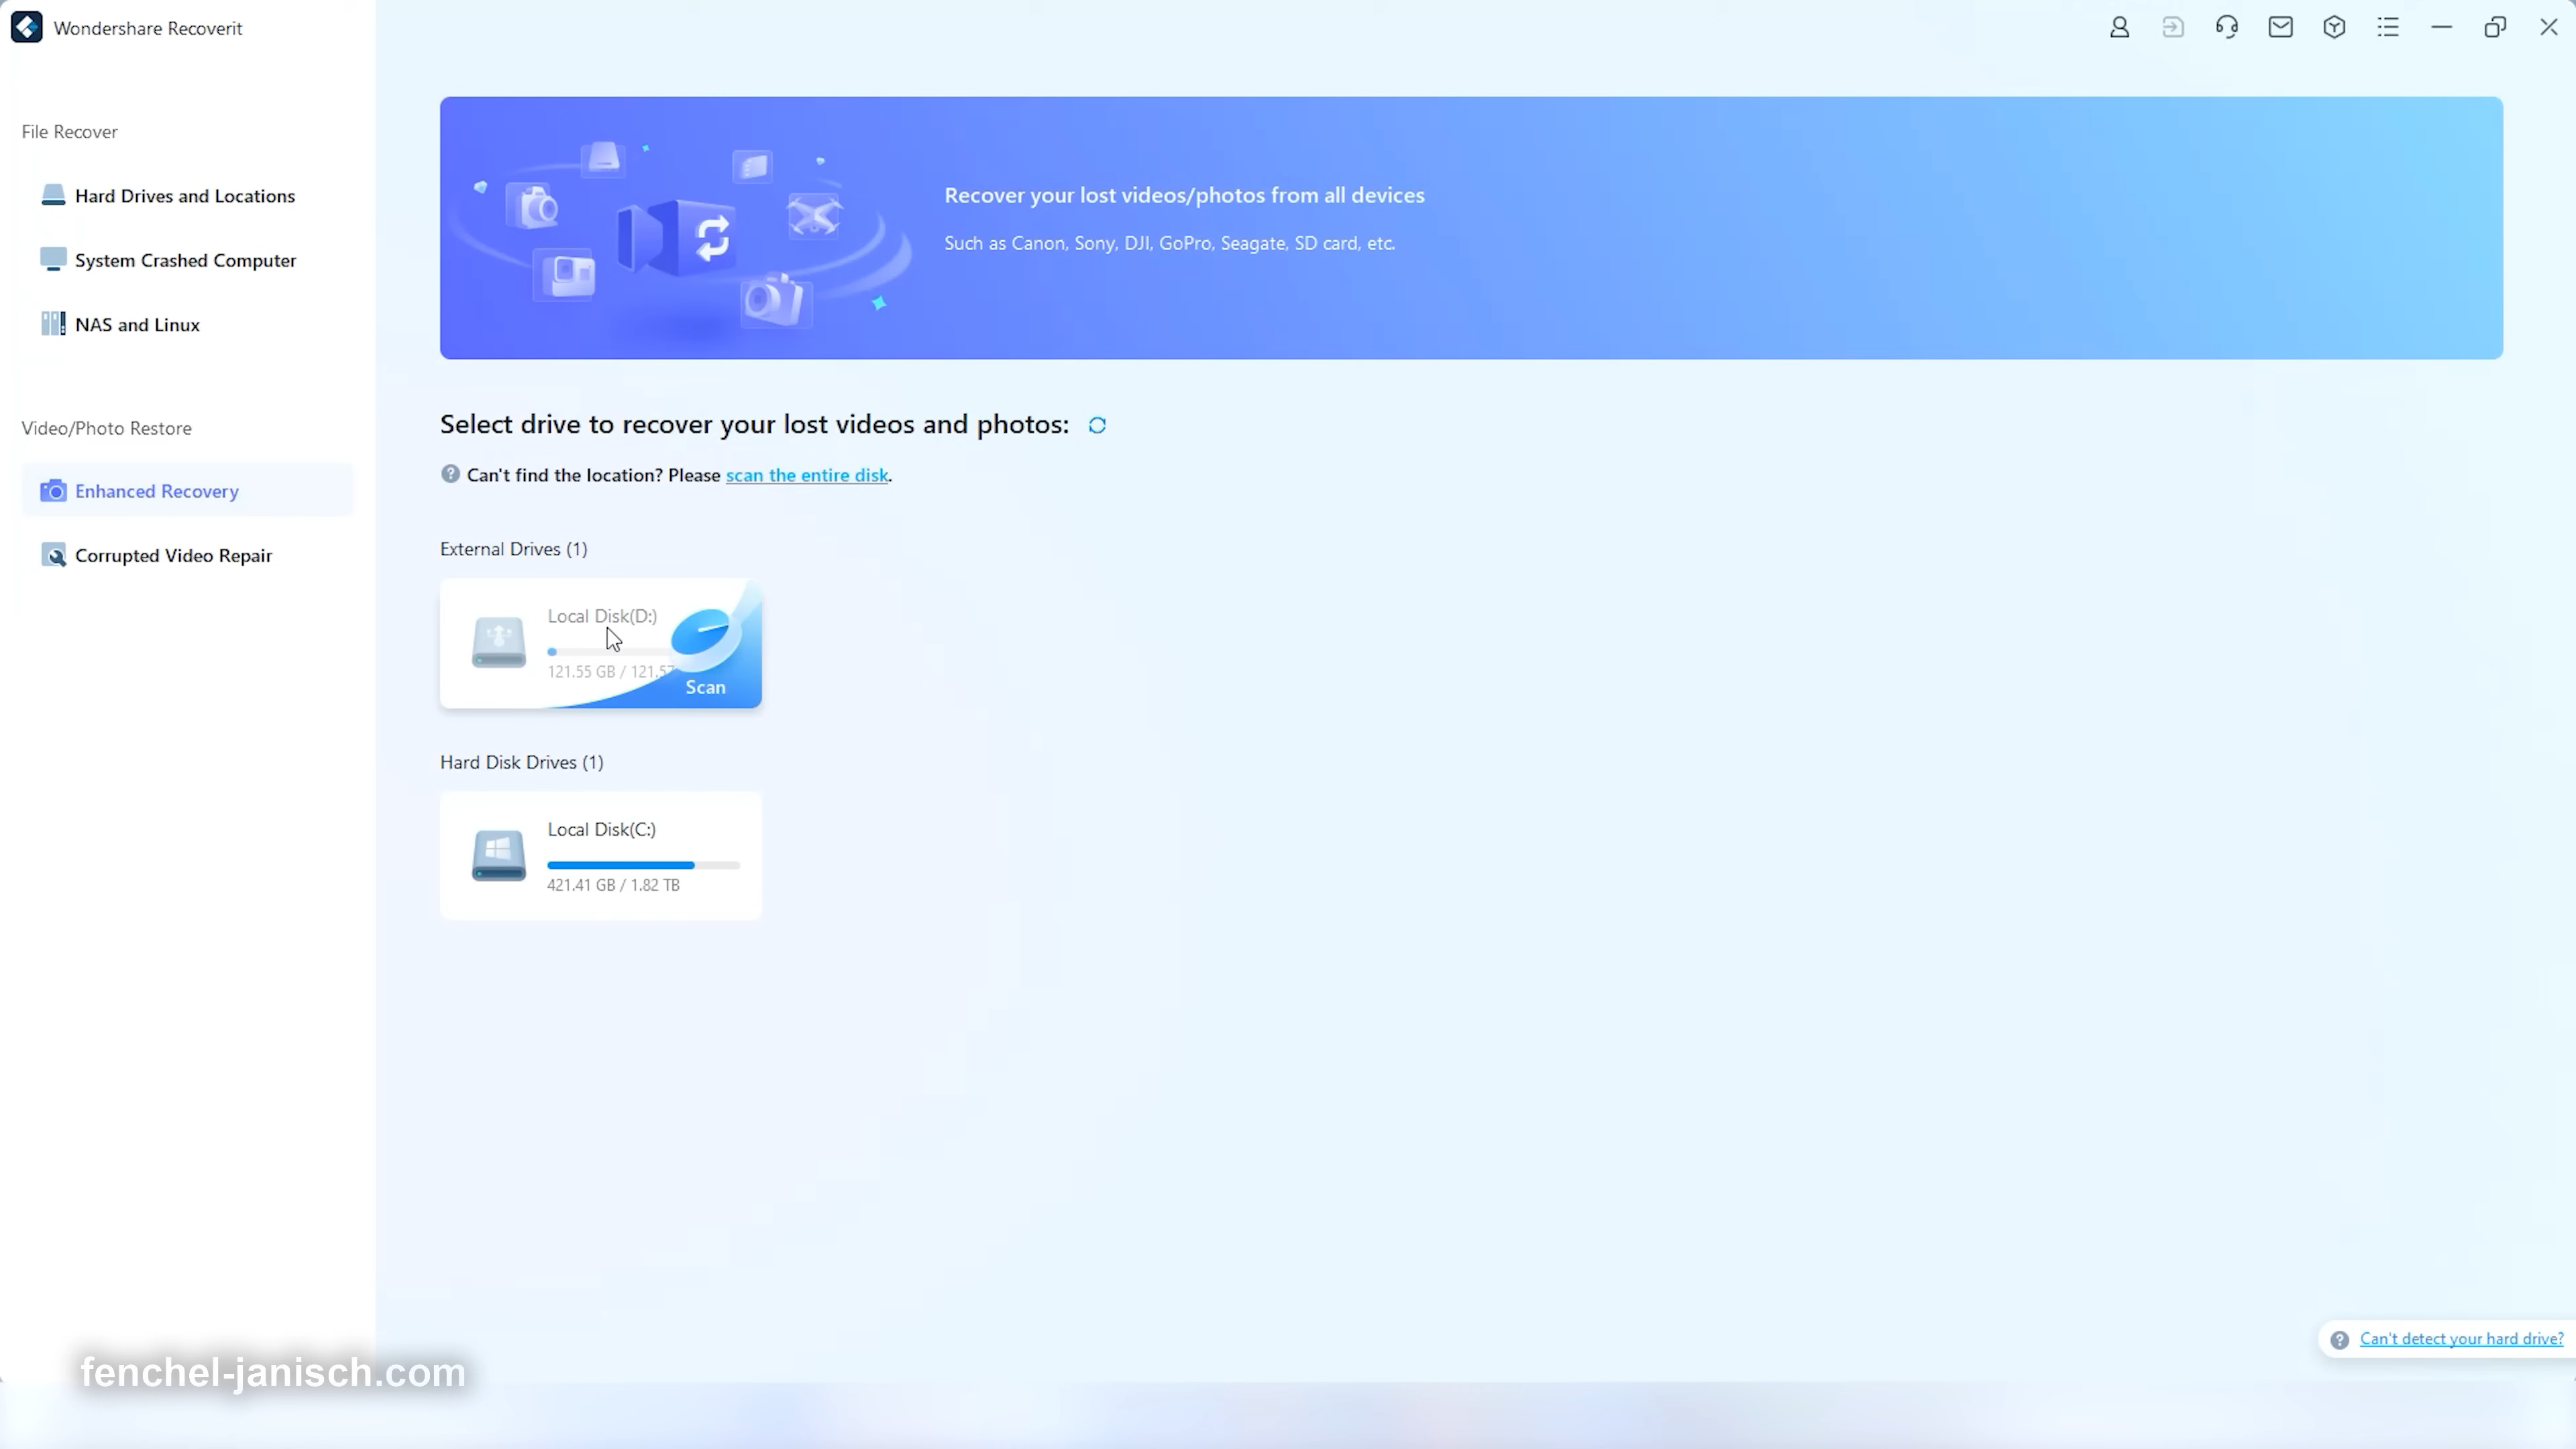 Wondershare Recoverit
File Recover
Hard Drives and Locations
System Crashed Computer
NAS and Linux
Video/Photo Restore
Enhanced Recovery
Corrupted Video Repair
Recover your lost videos/photos from all devices
Such as Canon, Sony, DJI, GoPro, Seagate, SD card, etc.
Select drive to recover your lost videos and photos:
Can't find the location? Please scan the entire disk.
External Drives (1)
Local Disk(D:)
121.55 GB / 121.57
Scan
Hard Disk Drives (1)
Local Disk(C:)
421.41 GB / 1.82 TB
Can't detect your hard drive?
fenchel-janisch.com